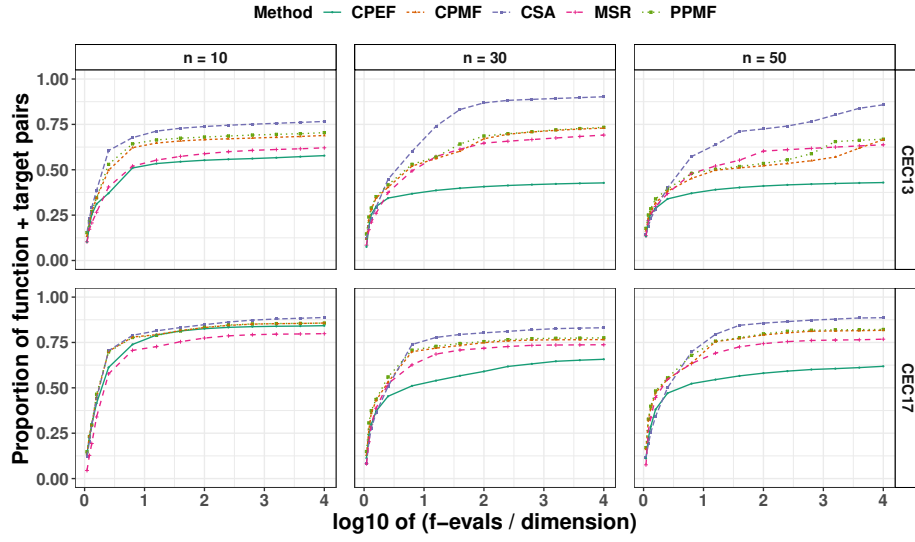 Method CPEF CPMF CSA MSR PPMF
n = 10 n = 30 n = 50
1.00
0.75
0.50
0.25
0.00
CEC13
1.00
0.75
0.50
0.25
0.00
CEC17
Proportion of function + target pairs
0 1 2 3 4 0 1 2 3 4 0 1 2 3 4
log10 of (f−evals / dimension)